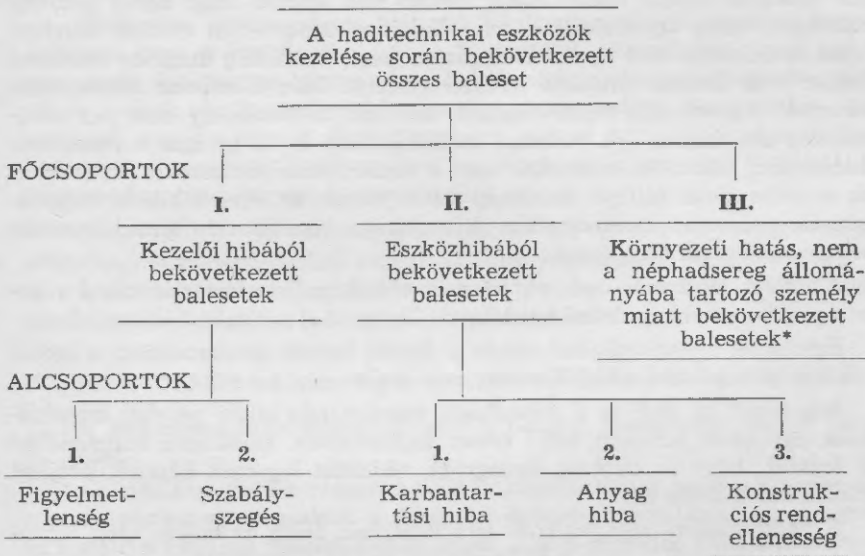 A haditechnikai eszközök
kezelése során bekövetkezett
összes baleset
FŐCSOPORTOK
I.
II.
III.
Kezelői hibából
bekövetkezett
balesetek
Eszközhibából
bekövetkezett
balesetek
Környezeti hatás, nem
a néphadsereg állomá-
nyába tartozó személy
miatt bekövetkezett
balesetek*
ALCSOPORTOK
1.
2.
1.
2.
3.
Figyelmet-
lenség
Szabály-
szegés
Karbantar-
tási hiba
Anyag
hiba
Konstruk-
ciós rend-
ellenesség